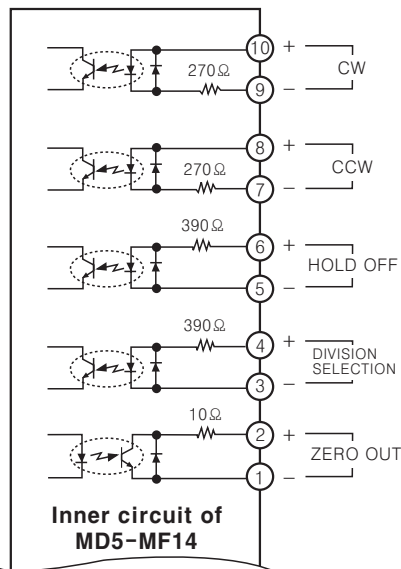 10 + CW
270Ω
9 −
8 + CCW
270Ω
7 −
390Ω
6 + HOLD OFF
5 −
390Ω
4 + DIVISION
SELECTION
3 −
10Ω
2 + ZERO OUT
1 −
Inner circuit of
MD5-MF14